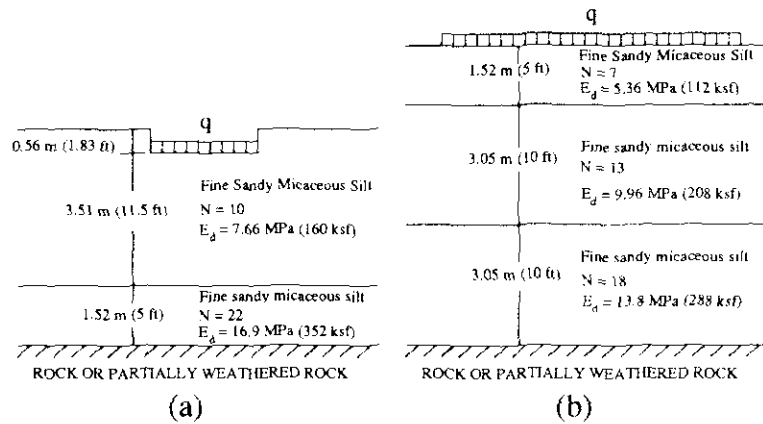 q
0.56 m (1.83 ft)
3.51 m (11.5 ft)
Fine Sandy Micaceous Silt
N = 10
E_d = 7.66 MPa (160 ksf)
1.52 m (5 ft)
Fine sandy micaceous silt
N = 22
E_d = 16.9 MPa (352 ksf)
ROCK OR PARTIALLY WEATHERED ROCK
(a)
q
1.52 m (5 ft)
Fine Sandy Micaceous Silt
N = 7
E_d = 5.36 MPa (112 ksf)
3.05 m (10 ft)
Fine sandy micaceous silt
N = 13
E_d = 9.96 MPa (208 ksf)
3.05 m (10 ft)
Fine sandy micaceous silt
N = 18
E_d = 13.8 MPa (288 ksf)
ROCK OR PARTIALLY WEATHERED ROCK
(b)